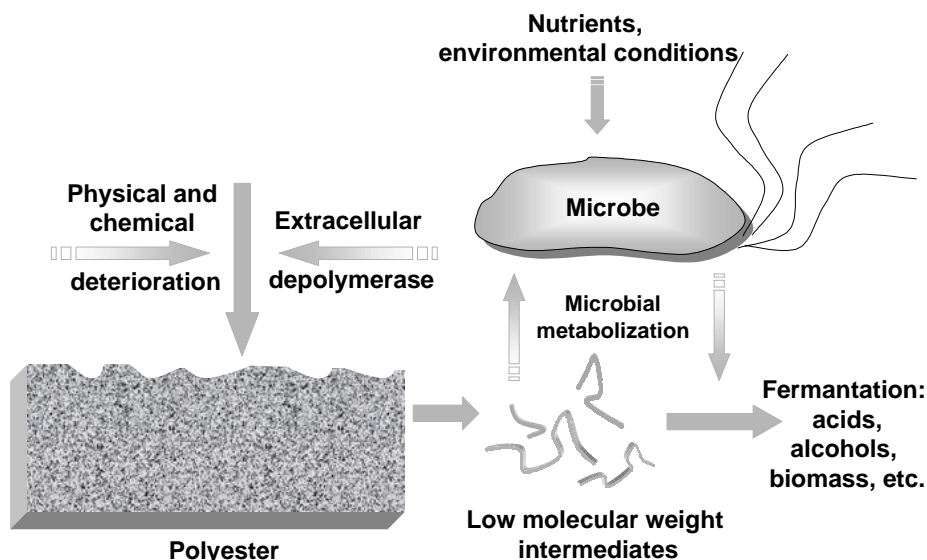 Nutrients,
environmental conditions
Physical and
chemical
deterioration
Extracellular
depolymerase
Microbe
Microbial
metabolization
Fermantation:
acids,
alcohols,
biomass, etc.
Low molecular weight
intermediates
Polyester